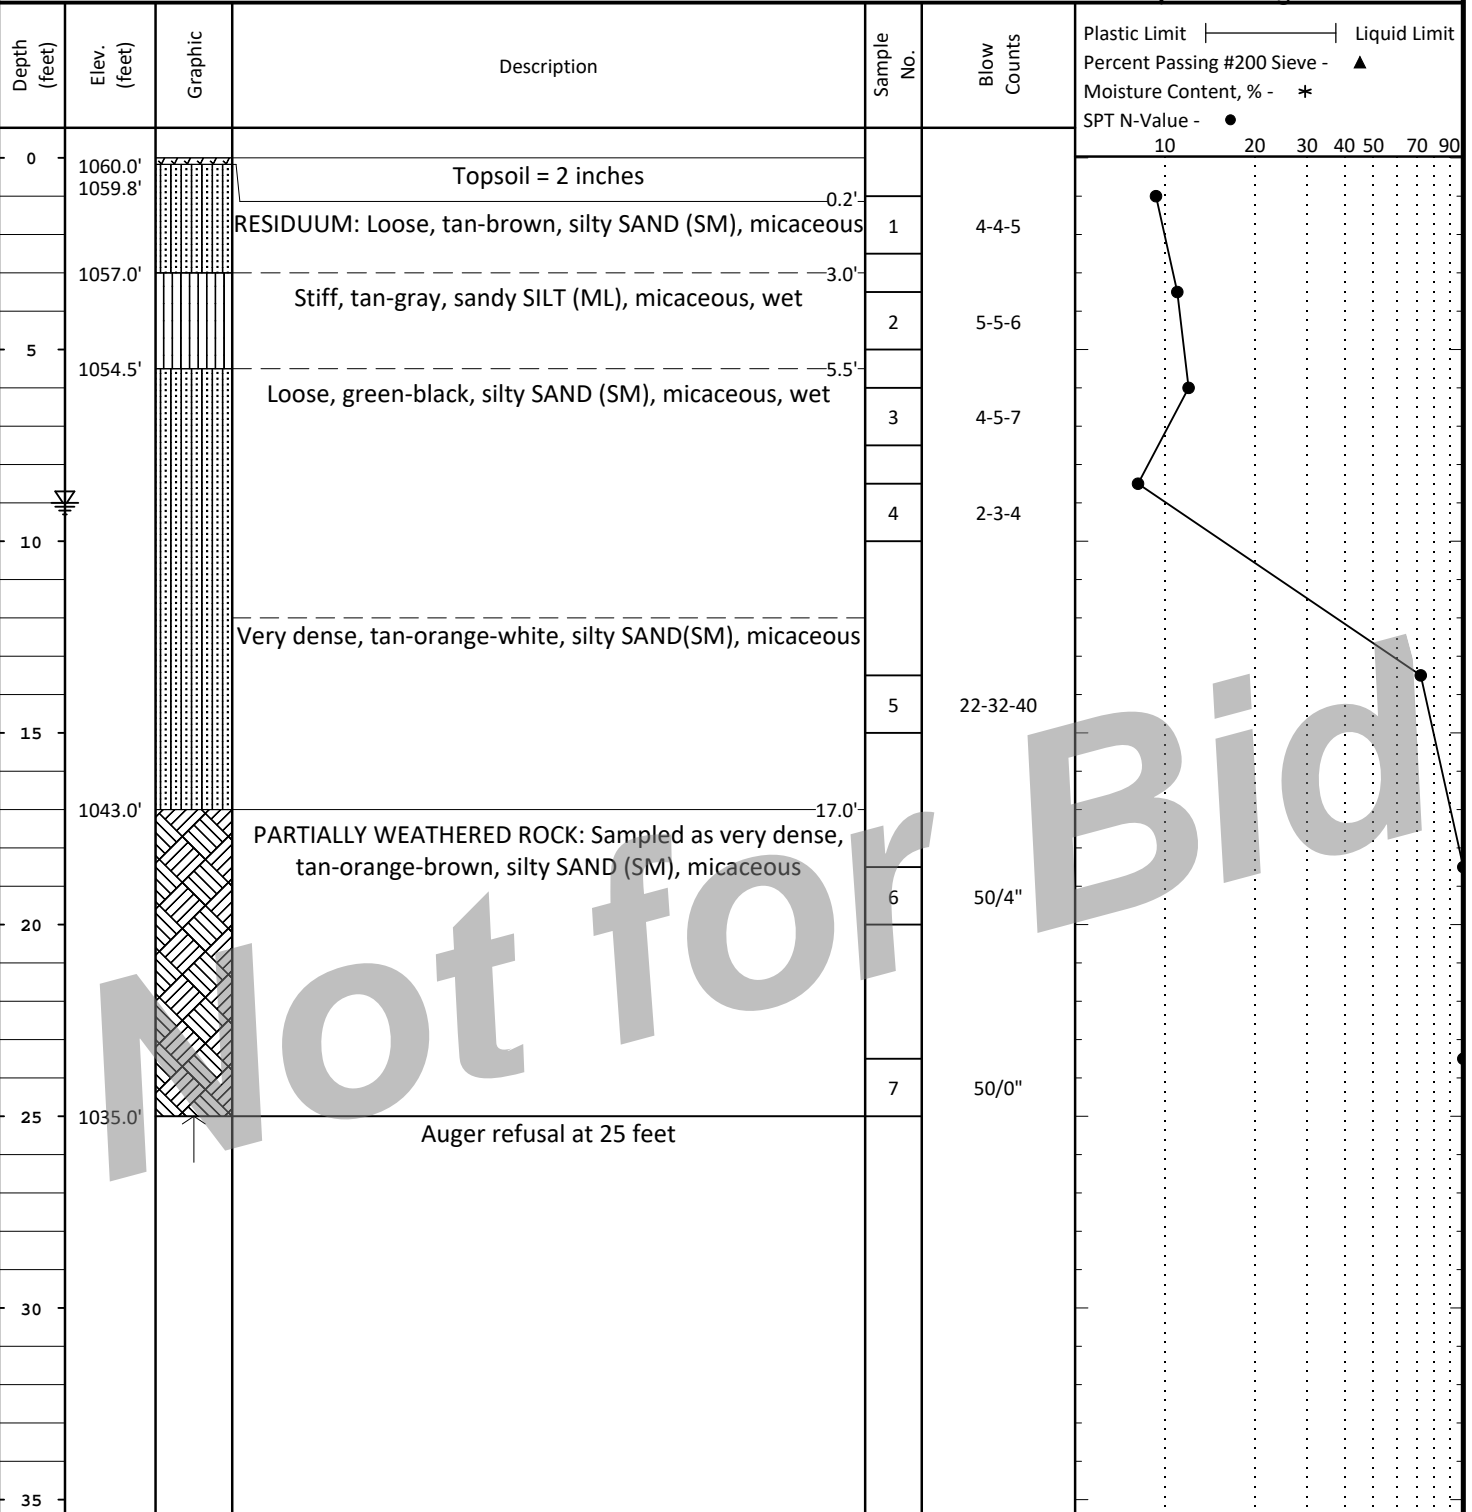 Depth (feet)
Elev. (feet)
Graphic
Description
Sample No.
Blow Counts
Plastic Limit Liquid Limit
Percent Passing #200 Sieve - ▲
Moisture Content, % - *
SPT N-Value - ●
10 20 30 40 50 70 90
0
1060.0'
1059.8'
Topsoil = 2 inches
0.2'
RESIDUUM: Loose, tan-brown, silty SAND (SM), micaceous
1
4-4-5
1057.0'
3.0'
Stiff, tan-gray, sandy SILT (ML), micaceous, wet
2
5-5-6
5
1054.5'
5.5'
Loose, green-black, silty SAND (SM), micaceous, wet
3
4-5-7
4
2-3-4
10
Very dense, tan-orange-white, silty SAND(SM), micaceous
5
22-32-40
15
1043.0'
17.0'
PARTIALLY WEATHERED ROCK: Sampled as very dense,
tan-orange-brown, silty SAND (SM), micaceous
6
50/4"
20
7
50/0"
25
1035.0'
Auger refusal at 25 feet
30
35
Not for Bid